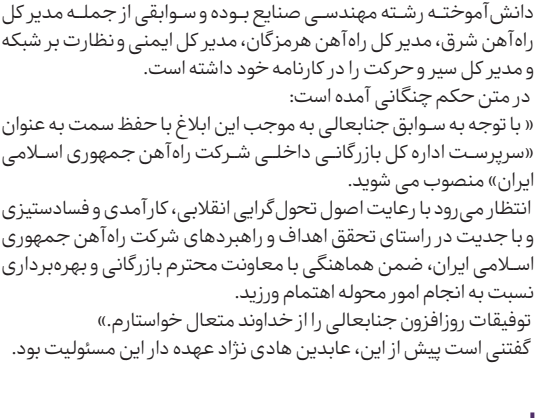 دانش‌آموخته رشته مهندسی صنایع بوده و سوابقی از جمله مدیر کل
راه‌آهن شرق، مدیر کل راه‌آهن هرمزگان، مدیر کل ایمنی و نظارت بر شبکه
و مدیر کل سیر و حرکت را در کارنامه خود داشته است.
در متن حکم چنگانی آمده است:
« با توجه به سوابق جنابعالی به موجب این ابلاغ با حفظ سمت به عنوان
«سرپرست اداره کل بازرگانی داخلی شرکت راه‌آهن جمهوری اسلامی
ایران» منصوب می شوید.
انتظار می‌رود با رعایت اصول تحول‌گرایی انقلابی، کارآمدی و فسادستیزی
و با جدیت در راستای تحقق اهداف و راهبردهای شرکت راه‌آهن جمهوری
اسلامی ایران، ضمن هماهنگی با معاونت محترم بازرگانی و بهره‌برداری
نسبت به انجام امور محوله اهتمام ورزید.
توفیقات روزافزون جنابعالی را از خداوند متعال خواستارم.»
گفتنی است پیش از این، عابدین هادی نژاد عهده دار این مسئولیت بود.